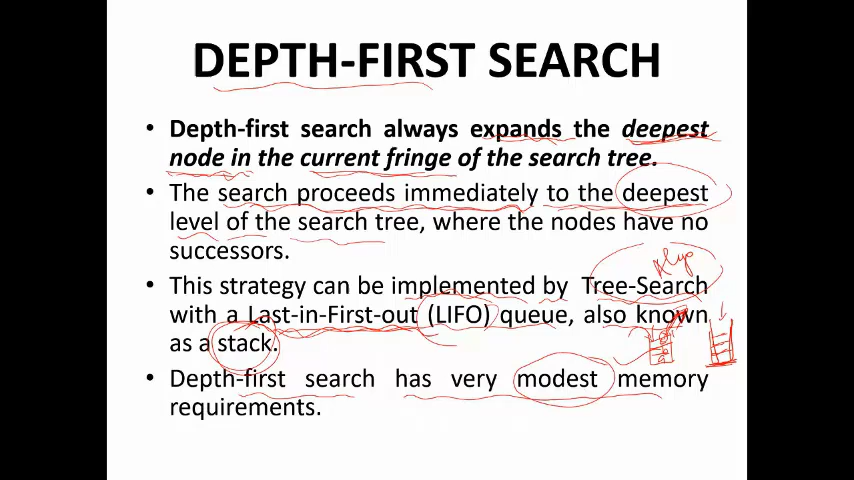 DEPTH-FIRST SEARCH
• Depth-first search always expands the deepest
node in the current fringe of the search tree.
• The search proceeds immediately to the deepest
level of the search tree, where the nodes have no
successors.
Algo
• This strategy can be implemented by Tree-Search
with a Last-in-First-out (LIFO) queue, also known
as a stack.
• Depth-first search has very modest memory
requirements.